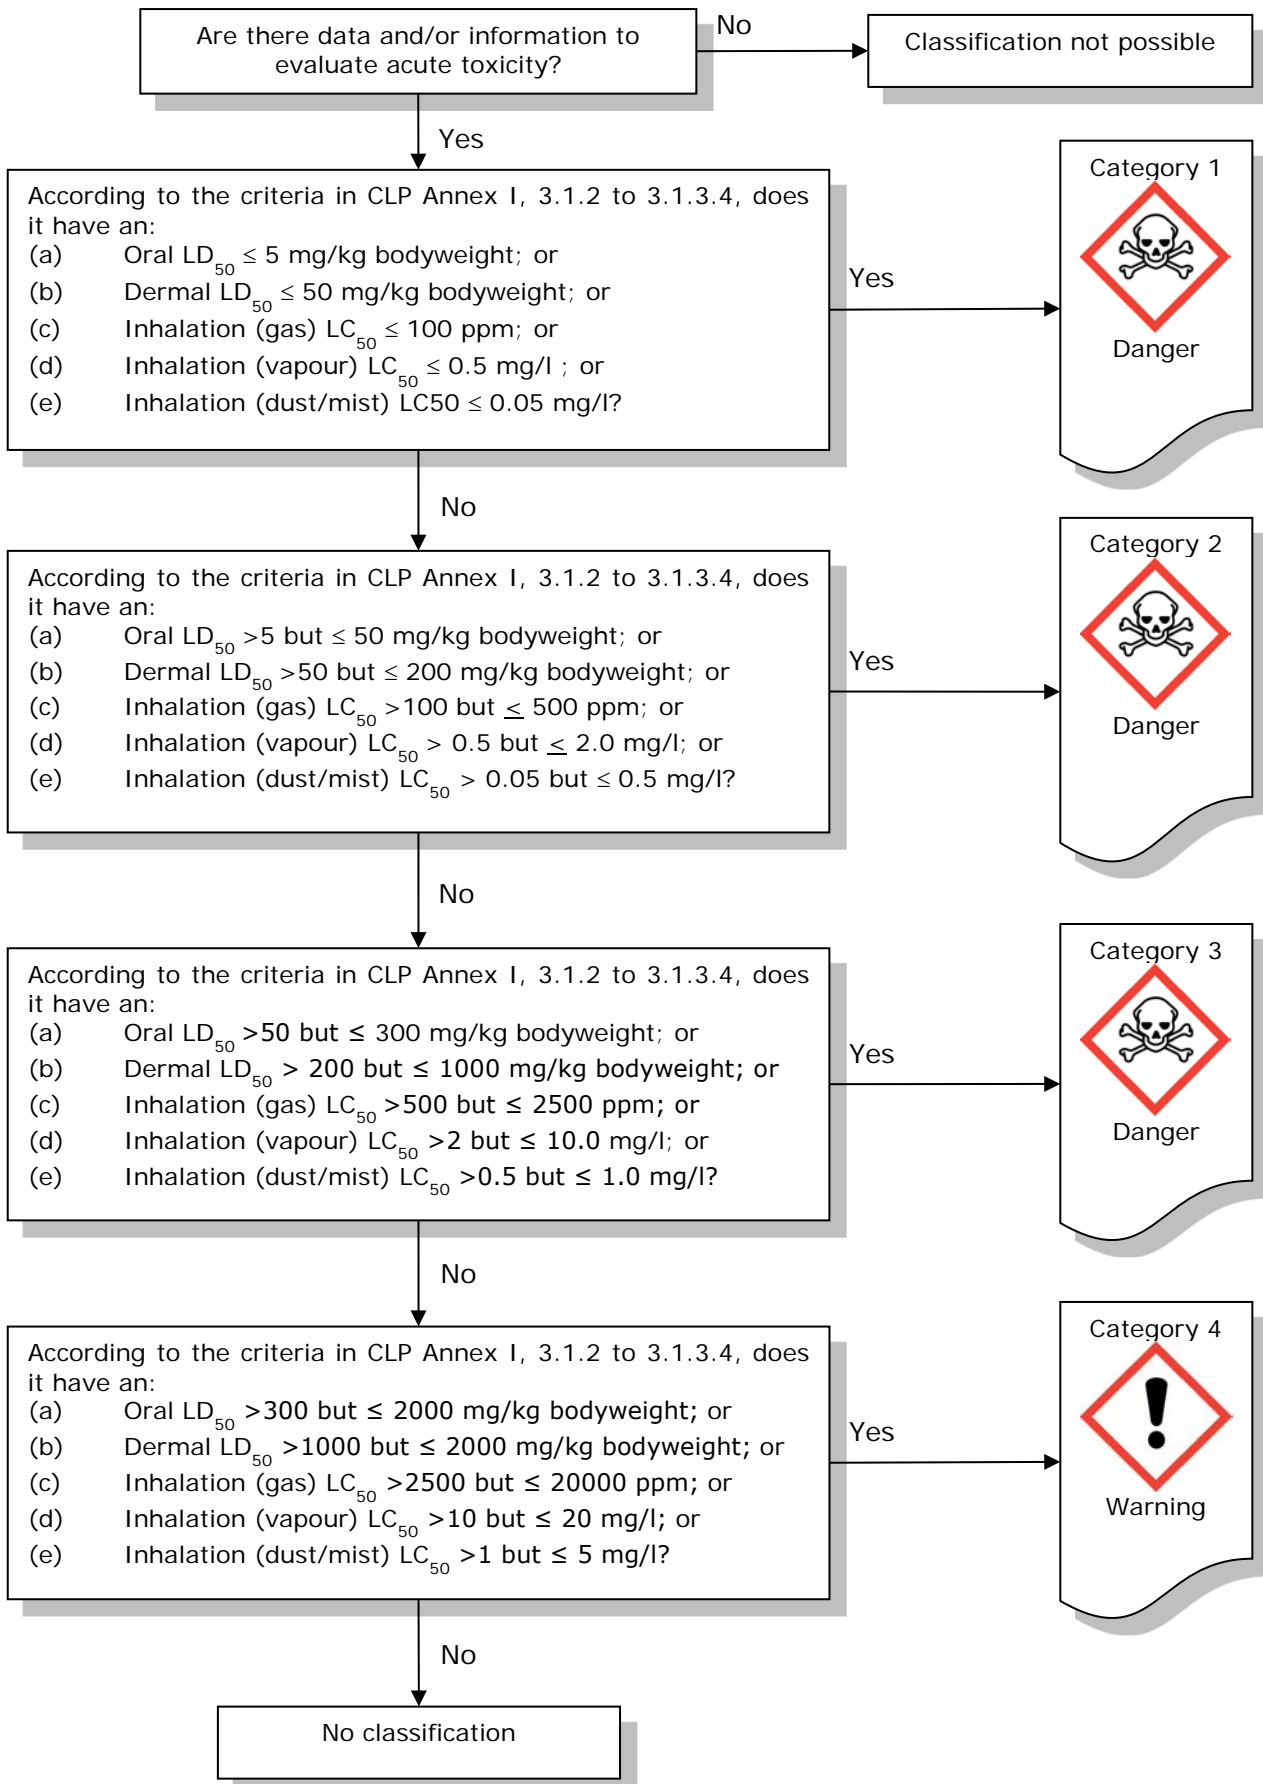 Are there data and/or information to
evaluate acute toxicity?
No
Classification not possible
Yes
According to the criteria in CLP Annex I, 3.1.2 to 3.1.3.4, does
it have an:
(a) Oral LD50 ≤ 5 mg/kg bodyweight; or
(b) Dermal LD50 ≤ 50 mg/kg bodyweight; or
(c) Inhalation (gas) LC50 ≤ 100 ppm; or
(d) Inhalation (vapour) LC50 ≤ 0.5 mg/l ; or
(e) Inhalation (dust/mist) LC50 ≤ 0.05 mg/l?
Yes
Category 1
Danger
No
According to the criteria in CLP Annex I, 3.1.2 to 3.1.3.4, does
it have an:
(a) Oral LD50 >5 but ≤ 50 mg/kg bodyweight; or
(b) Dermal LD50 >50 but ≤ 200 mg/kg bodyweight; or
(c) Inhalation (gas) LC50 >100 but ≤ 500 ppm; or
(d) Inhalation (vapour) LC50 > 0.5 but ≤ 2.0 mg/l; or
(e) Inhalation (dust/mist) LC50 > 0.05 but ≤ 0.5 mg/l?
Yes
Category 2
Danger
No
According to the criteria in CLP Annex I, 3.1.2 to 3.1.3.4, does
it have an:
(a) Oral LD50 >50 but ≤ 300 mg/kg bodyweight; or
(b) Dermal LD50 > 200 but ≤ 1000 mg/kg bodyweight; or
(c) Inhalation (gas) LC50 >500 but ≤ 2500 ppm; or
(d) Inhalation (vapour) LC50 >2 but ≤ 10.0 mg/l; or
(e) Inhalation (dust/mist) LC50 >0.5 but ≤ 1.0 mg/l?
Yes
Category 3
Danger
No
According to the criteria in CLP Annex I, 3.1.2 to 3.1.3.4, does
it have an:
(a) Oral LD50 >300 but ≤ 2000 mg/kg bodyweight; or
(b) Dermal LD50 >1000 but ≤ 2000 mg/kg bodyweight; or
(c) Inhalation (gas) LC50 >2500 but ≤ 20000 ppm; or
(d) Inhalation (vapour) LC50 >10 but ≤ 20 mg/l; or
(e) Inhalation (dust/mist) LC50 >1 but ≤ 5 mg/l?
Yes
Category 4
Warning
No
No classification